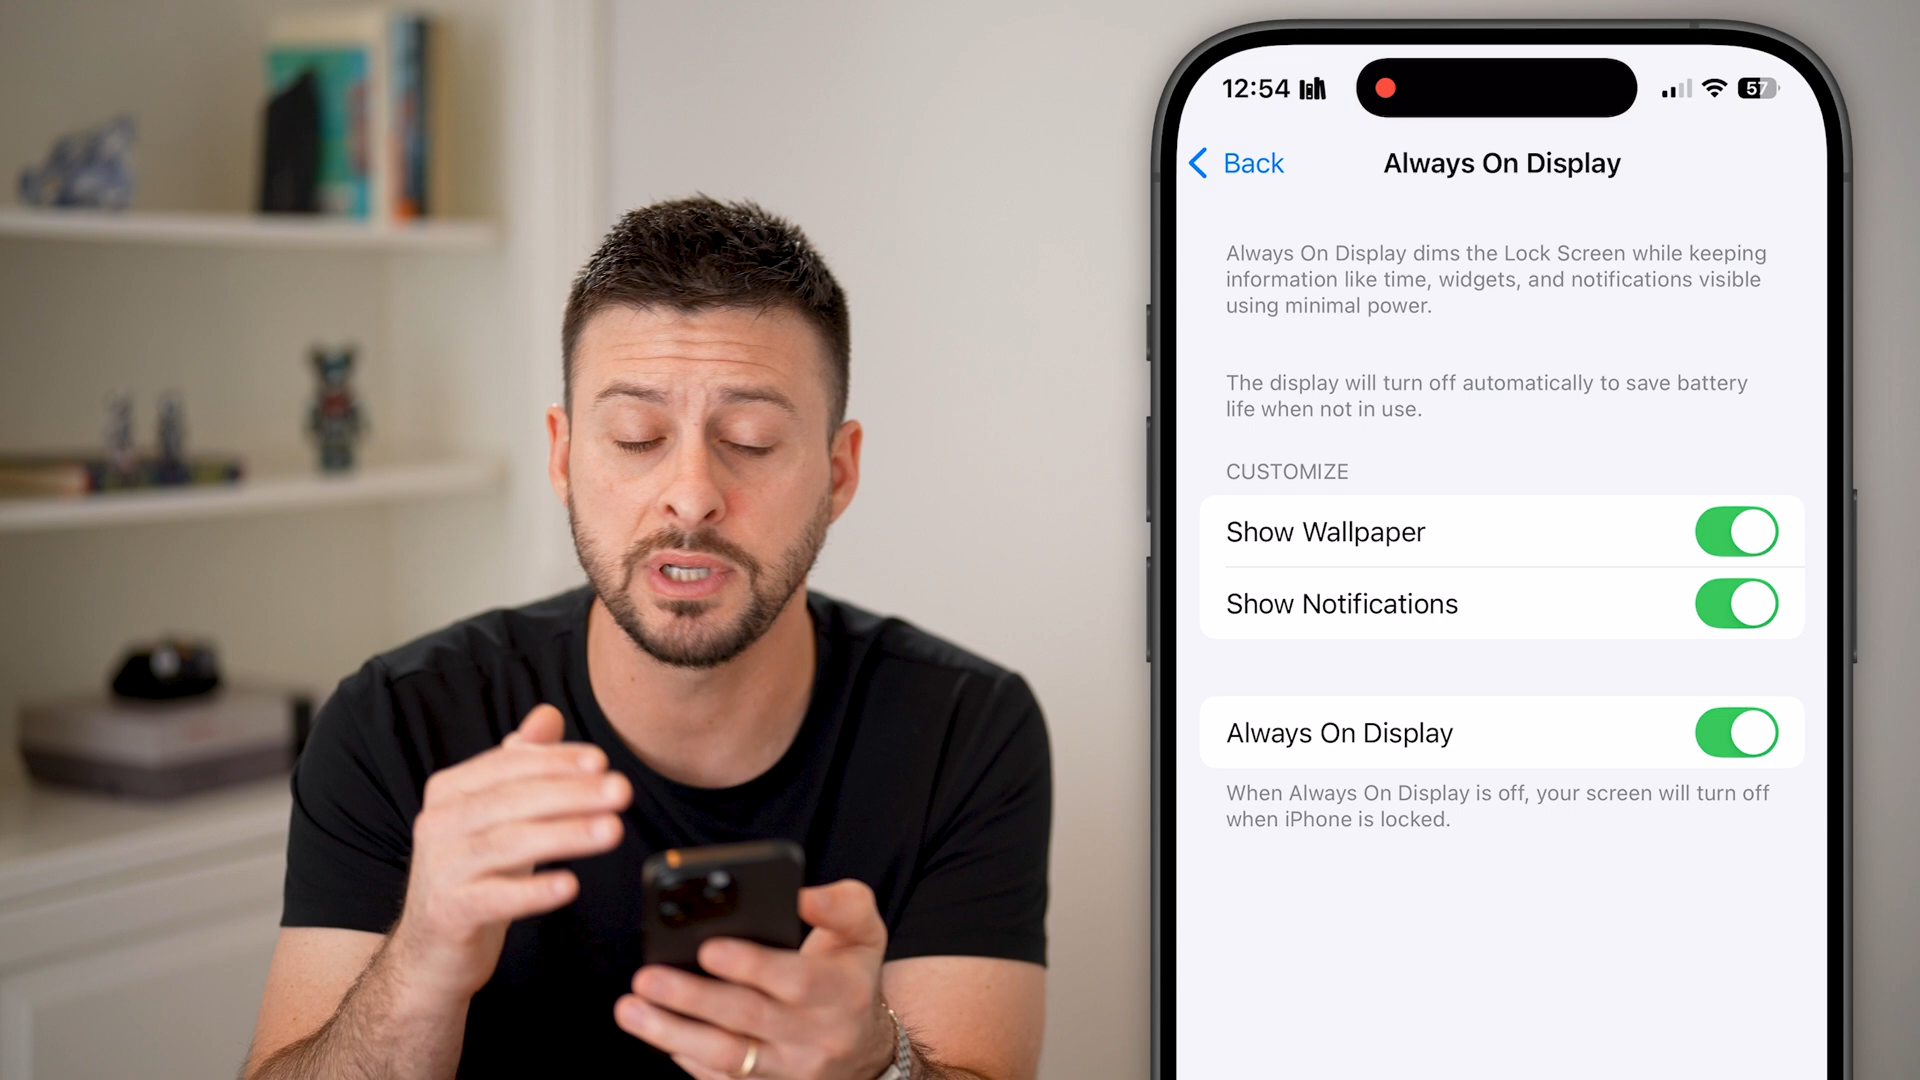 12:54
57
Back
Always On Display
Always On Display dims the Lock Screen while keeping
information like time, widgets, and notifications visible
using minimal power.
The display will turn off automatically to save battery
life when not in use.
CUSTOMIZE
Show Wallpaper
Show Notifications
Always On Display
When Always On Display is off, your screen will turn off
when iPhone is locked.